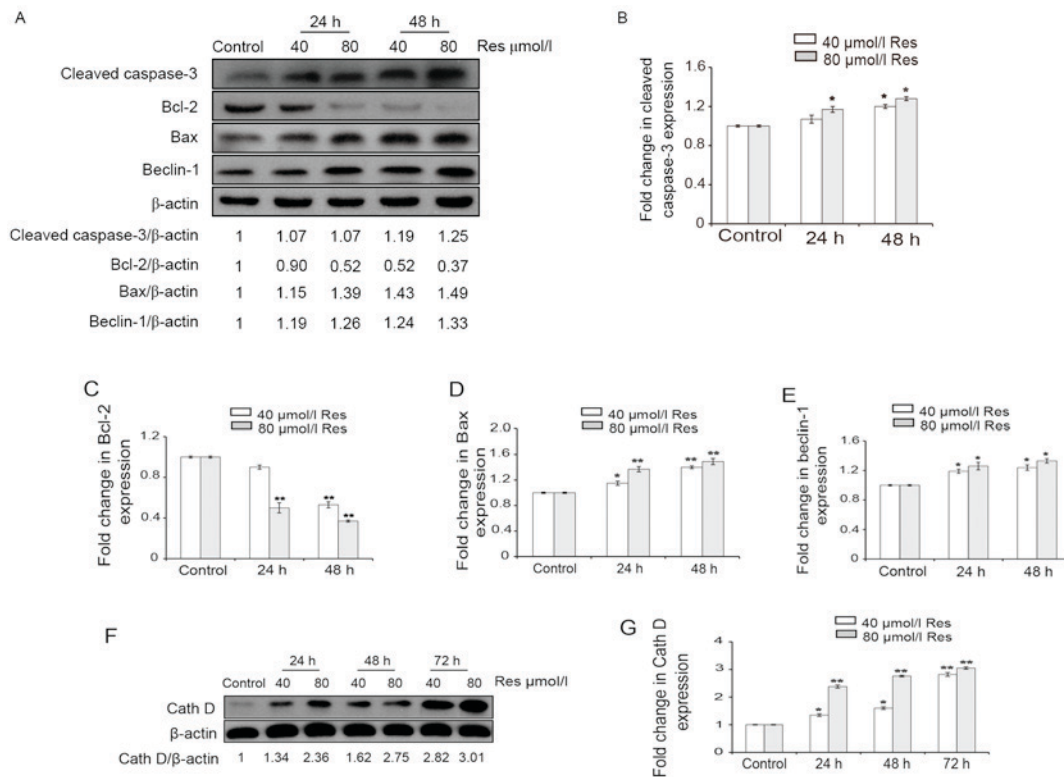 A
24 h 48 h
Control 40 80 40 80 Res μmol/l
Cleaved caspase-3
Bcl-2
Bax
Beclin-1
β-actin
Cleaved caspase-3/β-actin 1 1.07 1.07 1.19 1.25
Bcl-2/β-actin 1 0.90 0.52 0.52 0.37
Bax/β-actin 1 1.15 1.39 1.43 1.49
Beclin-1/β-actin 1 1.19 1.26 1.24 1.33
B
40 μmol/l Res
80 μmol/l Res
Fold change in cleaved
caspase-3 expression
1.6
1.2
0.8
0.4
0
* * *
Control 24 h 48 h
C
40 μmol/l Res
80 μmol/l Res
Fold change in Bcl-2
expression
1.2
0.8
0.4
0
** ** **
Control 24 h 48 h
D
40 μmol/l Res
80 μmol/l Res
Fold change in Bax
expression
2.0
1.6
1.2
0.8
0.4
0
* ** ** **
Control 24 h 48 h
E
40 μmol/l Res
80 μmol/l Res
Fold change in beclin-1
expression
1.6
1.2
0.8
0.4
0
* * * *
Control 24 h 48 h
F
24 h 48 h 72 h
Control 40 80 40 80 40 80 Res μmol/l
Cath D
β-actin
Cath D/β-actin 1 1.34 2.36 1.62 2.75 2.82 3.01
G
40 μmol/l Res
80 μmol/l Res
Fold change in Cath D
expression
4
3
2
1
0
* ** * ** ** **
Control 24 h 48 h 72 h